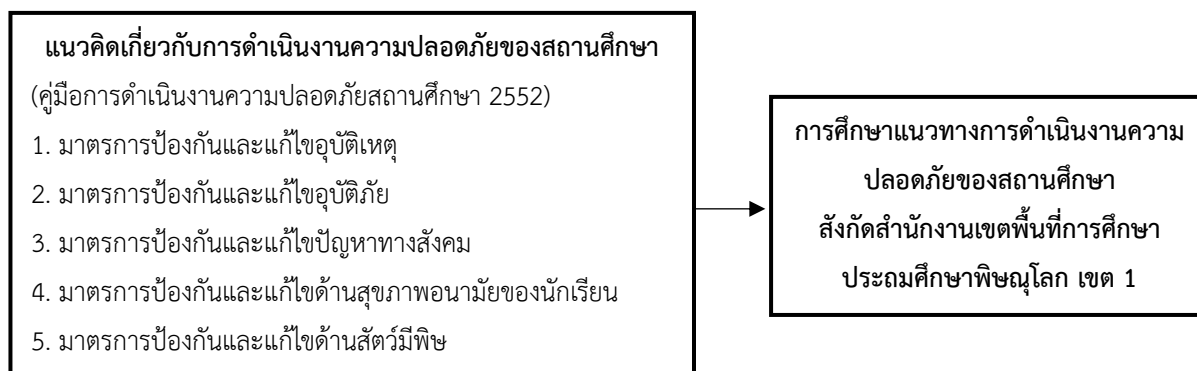 แนวคิดเกี่ยวกับการดำเนินงานความปลอดภัยของสถานศึกษา
(คู่มือการดำเนินงานความปลอดภัยสถานศึกษา 2552)
1. มาตรการป้องกันและแก้ไขอุบัติเหตุ
2. มาตรการป้องกันและแก้ไขอุบัติภัย
3. มาตรการป้องกันและแก้ไขปัญหาทางสังคม
4. มาตรการป้องกันและแก้ไขด้านสุขภาพอนามัยของนักเรียน
5. มาตรการป้องกันและแก้ไขด้านสัตว์มีพิษ
การศึกษาแนวทางการดำเนินงานความ
ปลอดภัยของสถานศึกษา
สังกัดสำนักงานเขตพื้นที่การศึกษา
ประถมศึกษาพิษณุโลก เขต 1